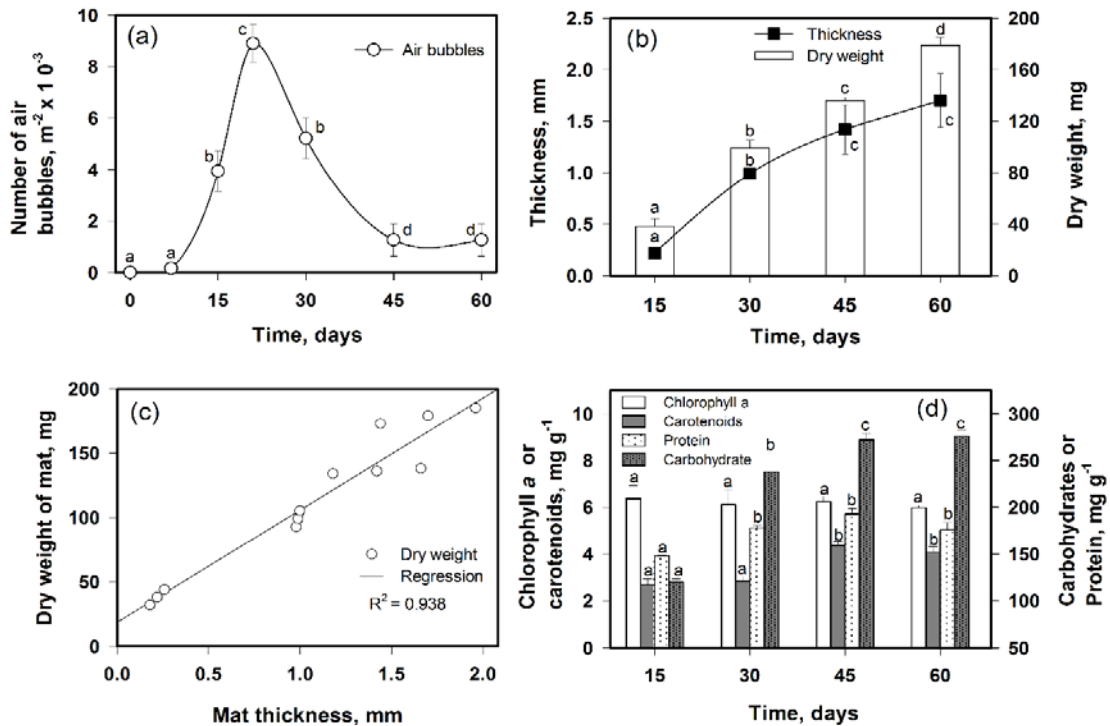 (a)
Air bubbles
Number of air
bubbles, m⁻² x 10⁻³
10
8
6
4
2
0
a
a
b
c
b
d
d
0
15
30
45
60
Time, days
(b)
Thickness
Dry weight
Thickness, mm
2.5
2.0
1.5
1.0
0.5
0.0
a
a
b
b
c
c
d
c
200
160
120
80
40
0
Dry weight, mg
15
30
45
60
Time, days
(c)
Dry weight of mat, mg
200
150
100
50
0
Dry weight
Regression
R² = 0.938
0.0
0.5
1.0
1.5
2.0
Mat thickness, mm
(d)
Chlorophyll a
Carotenoids
Protein
Carbohydrate
Chlorophyll a or
carotenoids, mg g⁻¹
10
8
6
4
2
0
a
a
a
a
a
a
b
b
a
b
b
c
a
b
b
c
300
250
200
150
100
50
Carbohydrates or
Protein, mg g⁻¹
15
30
45
60
Time, days